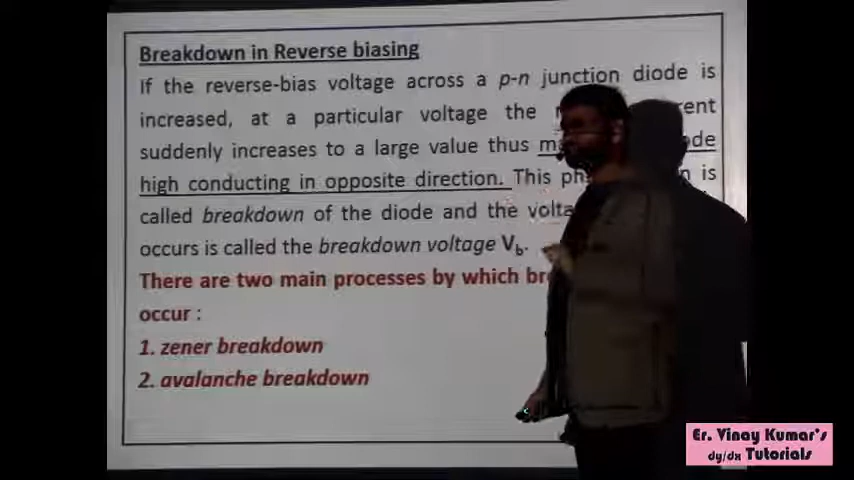 Breakdown in Reverse biasing
If the reverse-bias voltage across a p-n junction diode is
increased, at a particular voltage the
suddenly increases to a large value thus
high conducting in opposite direction. This is
called breakdown of the diode and the
occurs is called the breakdown voltage Vb.
There are two main processes by which
occur :
1. zener breakdown
2. avalanche breakdown
Er. Vinay Kumar's
dy/dx Tutorials